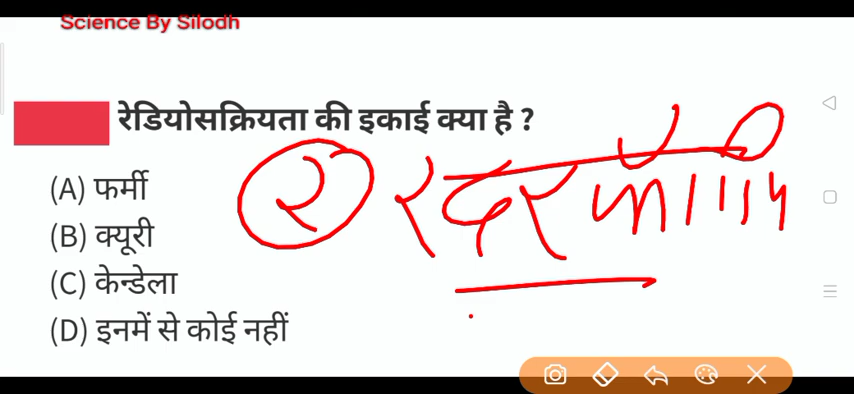 Science By Silodh
रेडियोसक्रियता की इकाई क्या है ?
(A) फर्मी
(B) क्यूरी
(C) केन्डेला
(D) इनमें से कोई नहीं